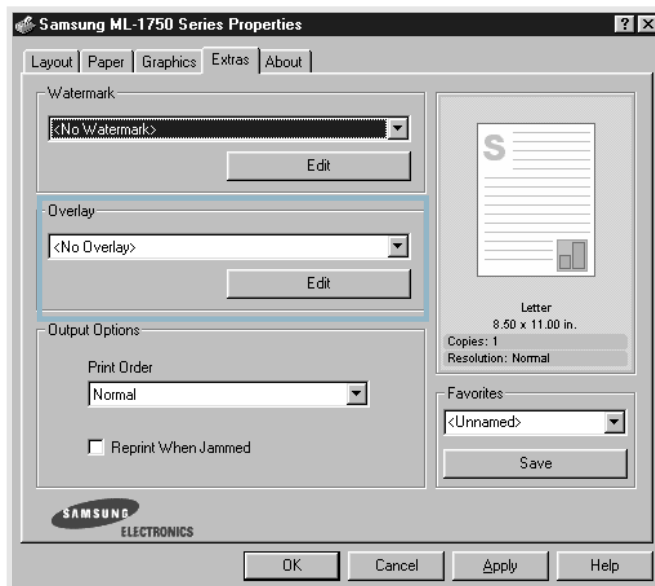 Samsung ML-1750 Series Properties
Layout Paper Graphics Extras About
Watermark
<No Watermark>
Edit
Overlay
<No Overlay>
Edit
Output Options
Print Order
Normal
Reprint When Jammed
S
Letter
8.50 x 11.00 in.
Copies: 1
Resolution: Normal
Favorites
<Unnamed>
Save
SAMSUNG
ELECTRONICS
OK Cancel Apply Help